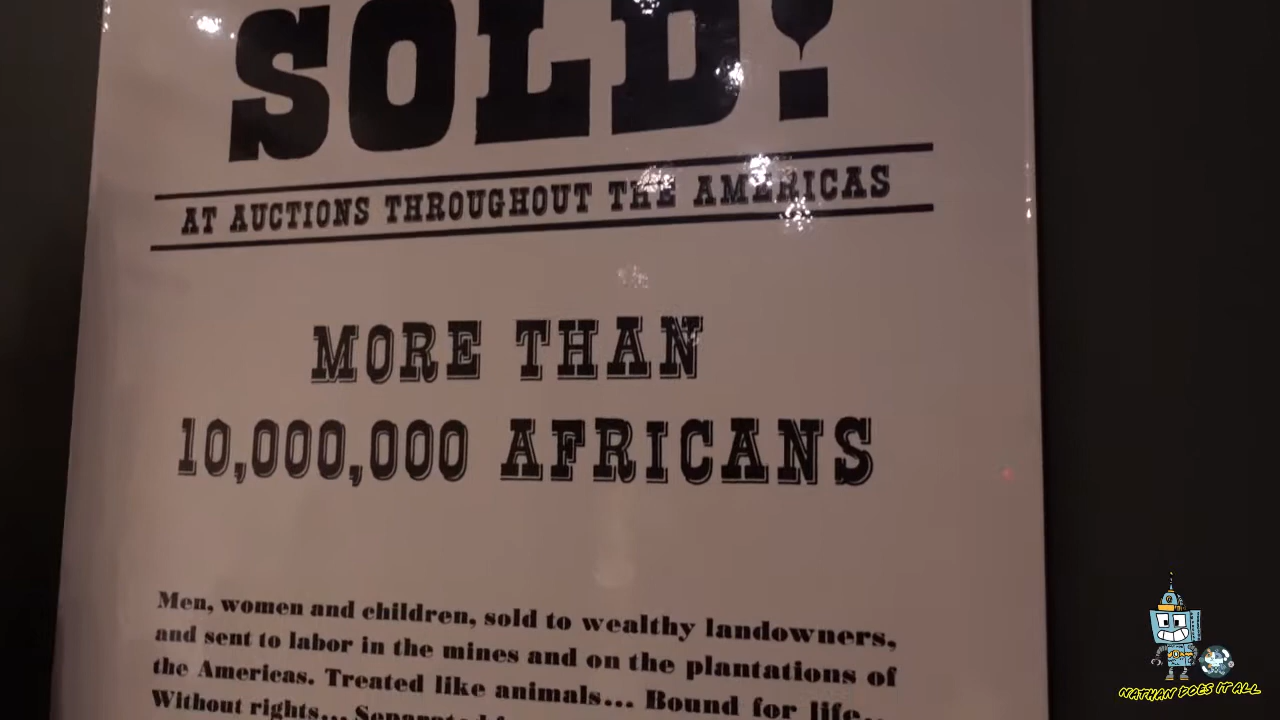 SOLD!
AT AUCTIONS THROUGHOUT THE AMERICAS
MORE THAN
10,000,000 AFRICANS
Men, women and children, sold to wealthy landowners,
and sent to labor in the mines and on the plantations of
the Americas. Treated like animals... Bound for life...
Without rights...
NATHAN DOES IT ALL